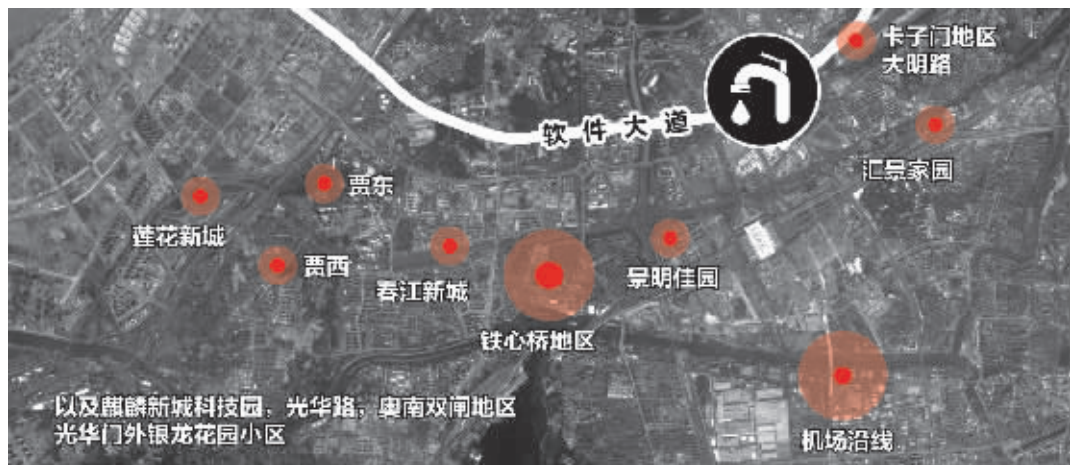 卡子门地区
大明路
软件大道
汇景家园
贾东
莲花新城
贾西
春江新城
景明佳园
铁心桥地区
机场沿线
以及麒麟新城科技园，光华路，奥南双闸地区
光华门外银龙花园小区